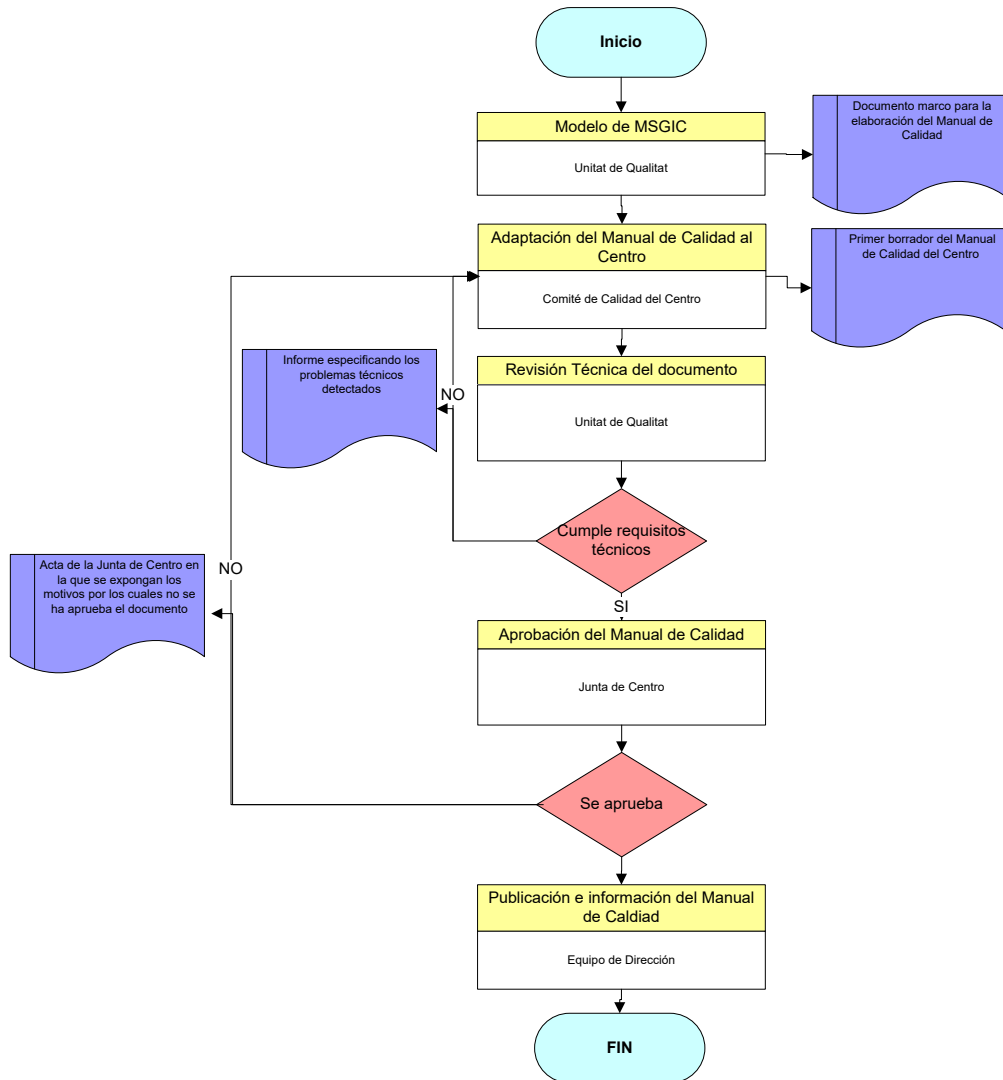 Inicio
Modelo de MSGIC
Unitat de Qualitat
Documento marco para la
elaboración del Manual de
Calidad
Adaptación del Manual de Calidad al
Centro
Comité de Calidad del Centro
Primer borrador del Manual
de Calidad del Centro
Revisión Técnica del documento
Unitat de Qualitat
Informe especificando los
problemas técnicos
detectados
NO
Cumple requisitos
técnicos
SI
Acta de la Junta de Centro en
la que se expongan los
motivos por los cuales no se
ha aprueba el documento
NO
Aprobación del Manual de Calidad
Junta de Centro
Se aprueba
Publicación e información del Manual
de Caldiad
Equipo de Dirección
FIN